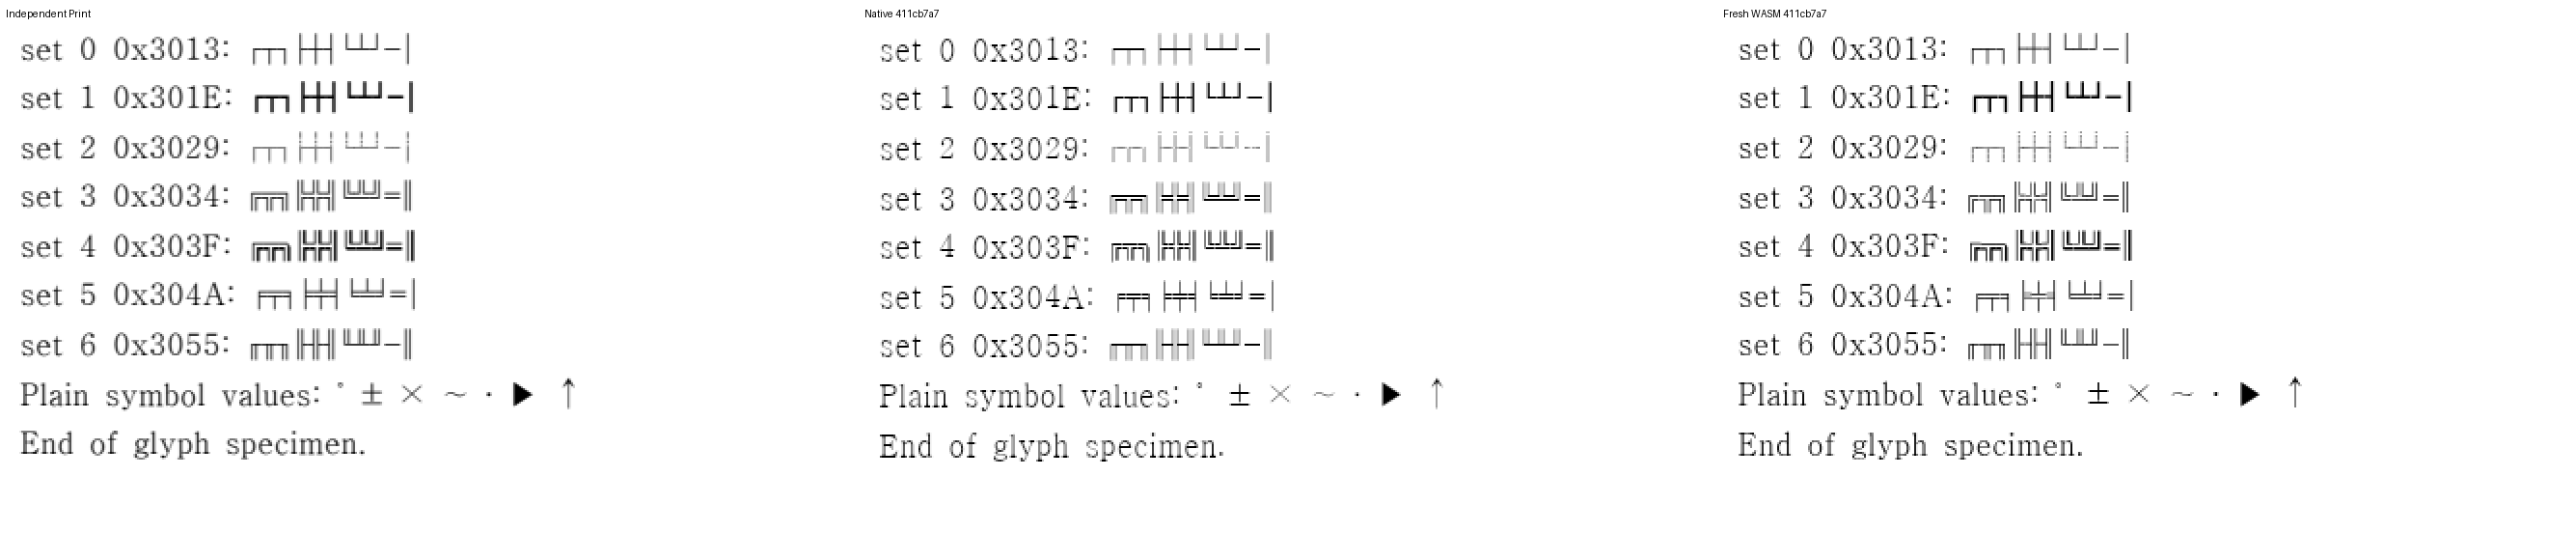 Independent Print
set 0 0x3013: ┌┬┐├┼┤└┴┘─│
set 1 0x301E: ┏┳┓┣╋┫┗┻┛━┃
set 2 0x3029: ┌┬┐├┼┤└┴┘─│
set 3 0x3034: ╔╦╗╠╬╣╚╩╝═║
set 4 0x303F: ╔╦╗╠╬╣╚╩╝═║
set 5 0x304A: ╒╤╕╞╪╡╘╧╛═│
set 6 0x3055: ╓╥╖╟╫╢╙╨╜─║
Plain symbol values: ° ± × ~ · ▶ ↑
End of glyph specimen.
Native 411cb7a7
set 0 0x3013: ┌┬┐├┼┤└┴┘─│
set 1 0x301E: ┏┳┓┣╋┫┗┻┛━┃
set 2 0x3029: ┌┬┐├┼┤└┴┘─│
set 3 0x3034: ╔╦╗╠╬╣╚╩╝═║
set 4 0x303F: ╔╦╗╠╬╣╚╩╝═║
set 5 0x304A: ╒╤╕╞╪╡╘╧╛═│
set 6 0x3055: ╓╥╖╟╫╢╙╨╜─║
Plain symbol values: ° ± × ~ · ▶ ↑
End of glyph specimen.
Fresh WASM 411cb7a7
set 0 0x3013: ┌┬┐├┼┤└┴┘─│
set 1 0x301E: ┏┳┓┣╋┫┗┻┛━┃
set 2 0x3029: ┌┬┐├┼┤└┴┘─│
set 3 0x3034: ╔╦╗╠╬╣╚╩╝═║
set 4 0x303F: ╔╦╗╠╬╣╚╩╝═║
set 5 0x304A: ╒╤╕╞╪╡╘╧╛═│
set 6 0x3055: ╓╥╖╟╫╢╙╨╜─║
Plain symbol values: ° ± × ~ · ▶ ↑
End of glyph specimen.